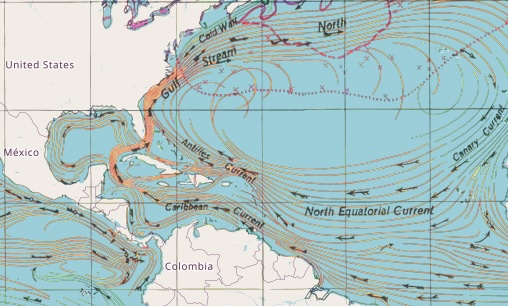 Cold Wall
North
Stream
Gulf
United States
México
Antilles
Current
Canary Current
Caribbean
Current
North Equatorial Current
Colombia